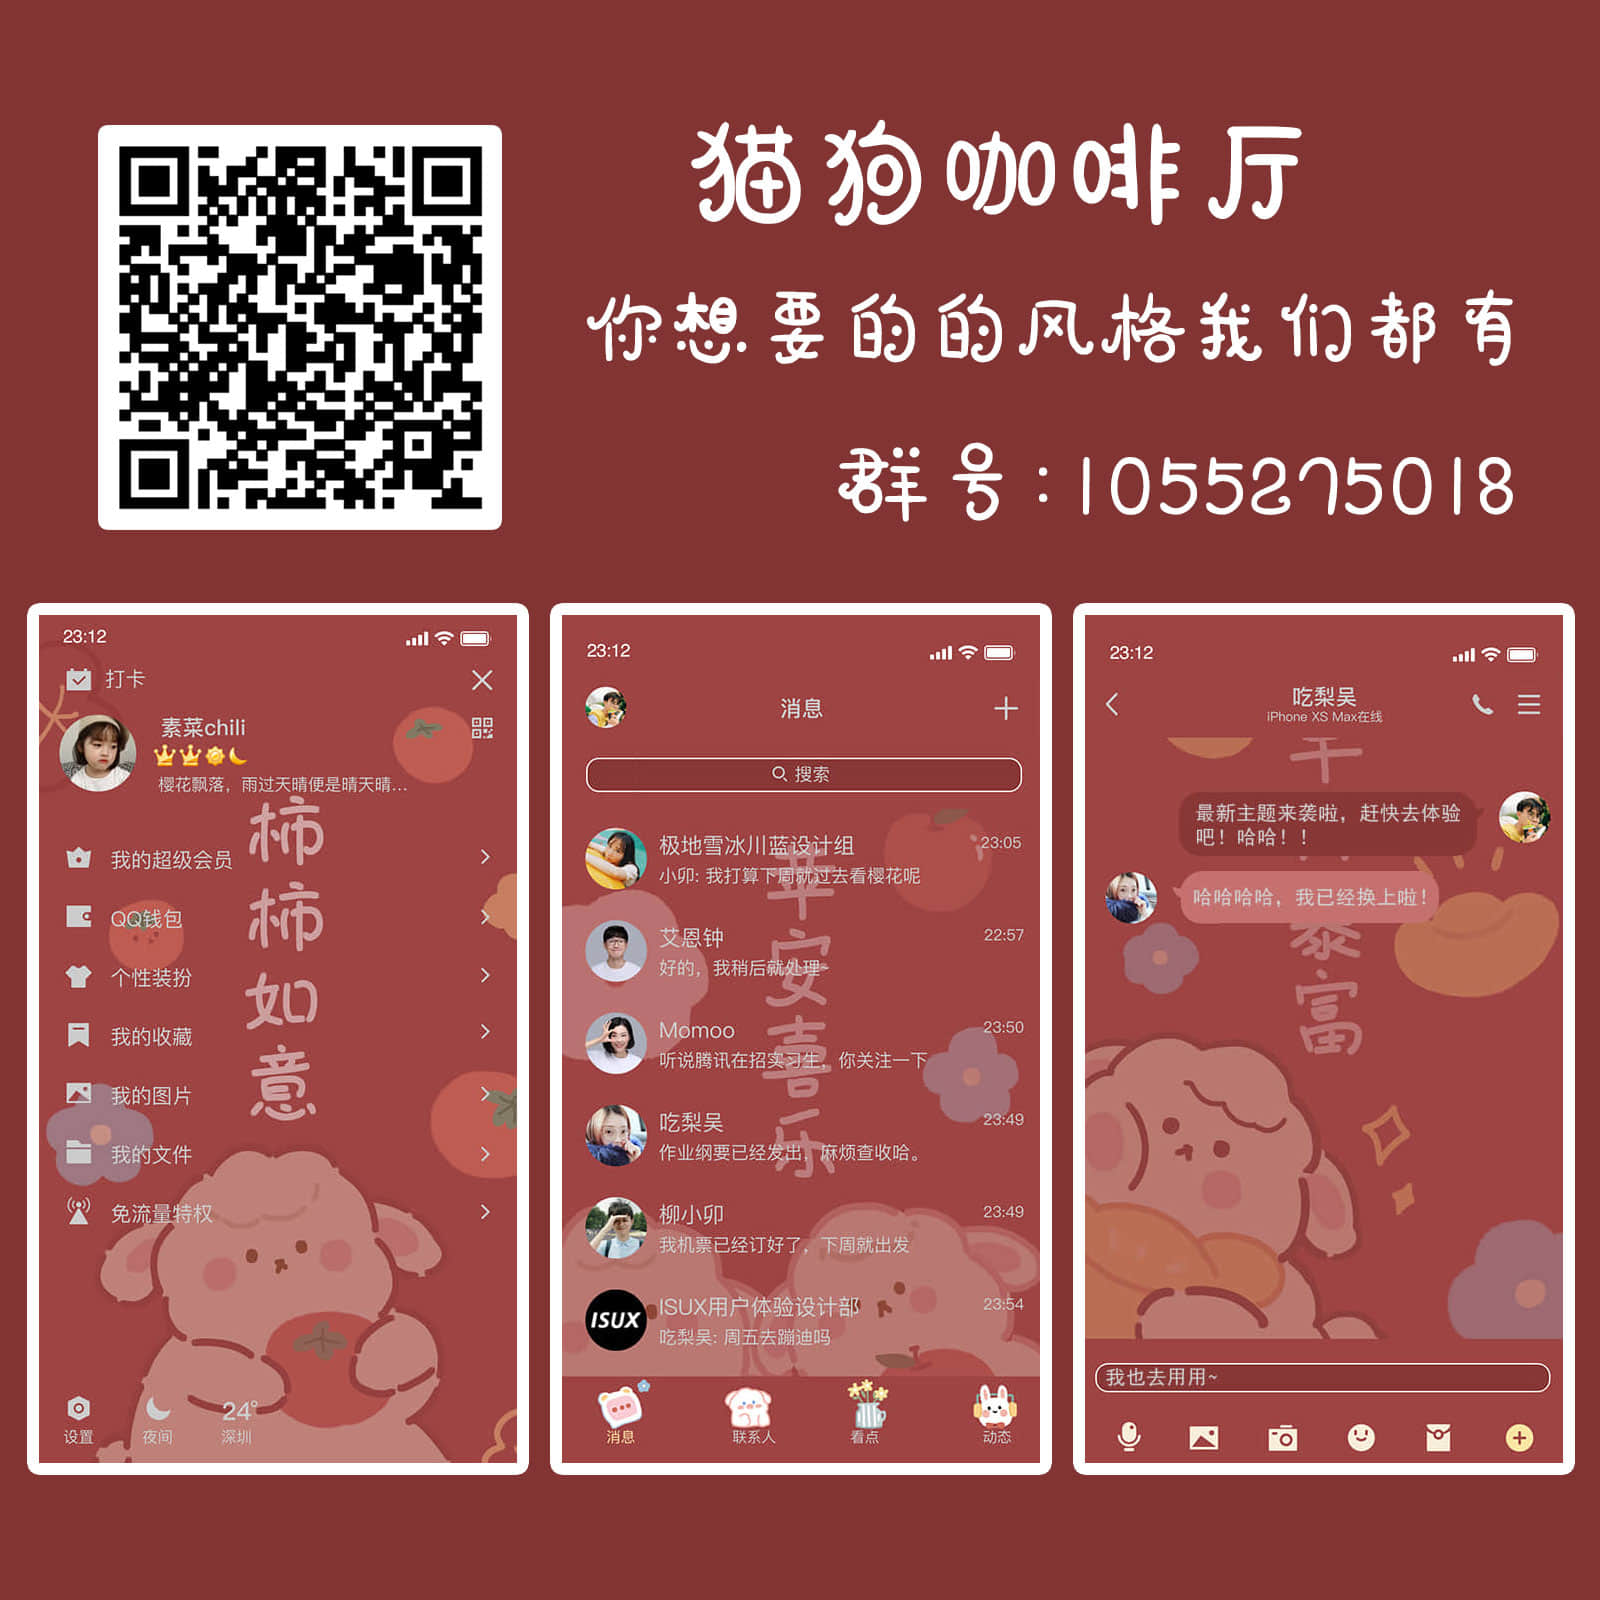 猫狗咖啡厅
你想要的的风格我们都有
群号:1055275018
23:12
打卡
素菜chili
樱花飘落，雨过天晴便是晴天晴...
柿柿如意
我的超级会员
QQ钱包
个性装扮
我的收藏
我的图片
我的文件
免流量特权
设置
夜间
24°
深圳
23:12
消息
搜索
苹安喜乐
极地雪冰川蓝设计组
23:05
小卯: 我打算下周就过去看樱花呢
艾恩钟
22:57
好的，我稍后就处理~
Momoo
23:50
听说腾讯在招实习生，你关注一下
吃梨吴
23:49
作业纲要已经发出，麻烦查收哈。
柳小卯
23:49
我机票已经订好了，下周就出发
ISUX
ISUX用户体验设计部
23:54
吃梨吴: 周五去蹦迪吗
消息
联系人
看点
动态
23:12
吃梨吴
iPhone XS Max在线
最新主题来袭啦，赶快去体验
吧！哈哈！！
哈哈哈哈，我已经换上啦！
泰富
我也去用用~